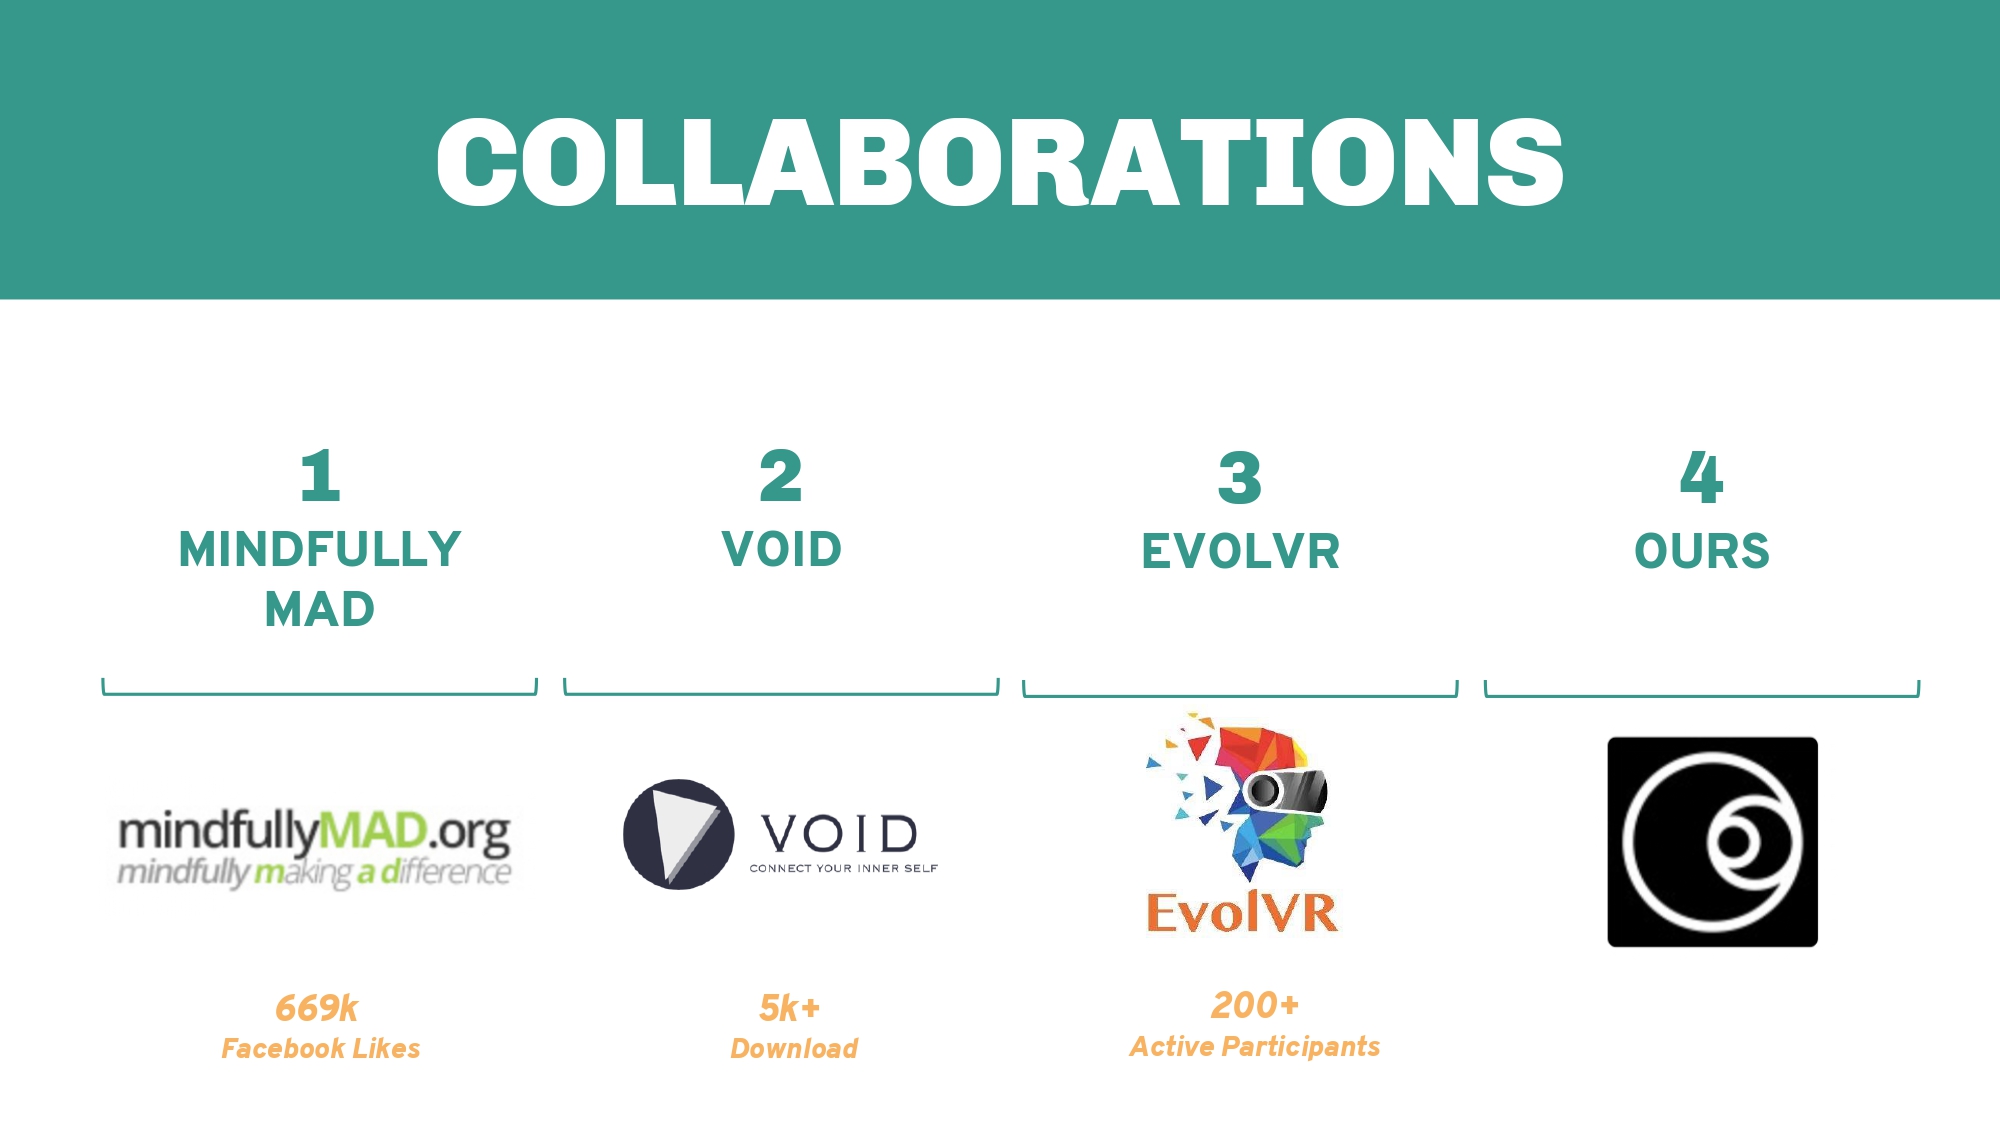 COLLABORATIONS
1
MINDFULLY
MAD
mindfullyMAD.org
mindfully making a difference
669k
Facebook Likes
2
VOID
VOID
CONNECT YOUR INNER SELF
5k+
Download
3
EVOLVR
EvolVR
200+
Active Participants
4
OURS